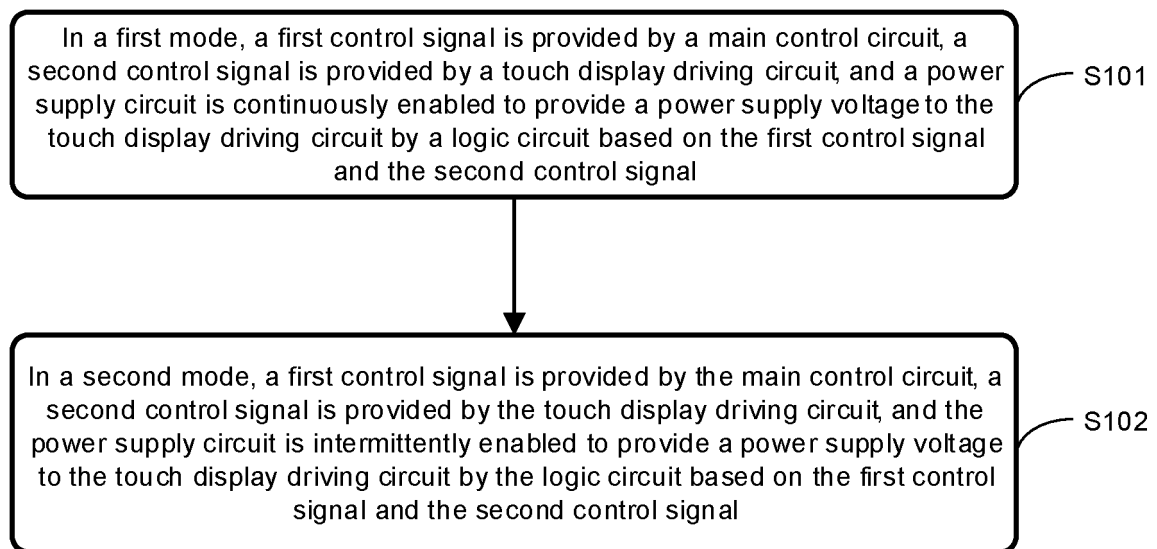 In a first mode, a first control signal is provided by a main control circuit, a
second control signal is provided by a touch display driving circuit, and a power
supply circuit is continuously enabled to provide a power supply voltage to the
touch display driving circuit by a logic circuit based on the first control signal
and the second control signal
S101
In a second mode, a first control signal is provided by the main control circuit, a
second control signal is provided by the touch display driving circuit, and the
power supply circuit is intermittently enabled to provide a power supply voltage
to the touch display driving circuit by the logic circuit based on the first control
signal and the second control signal
S102